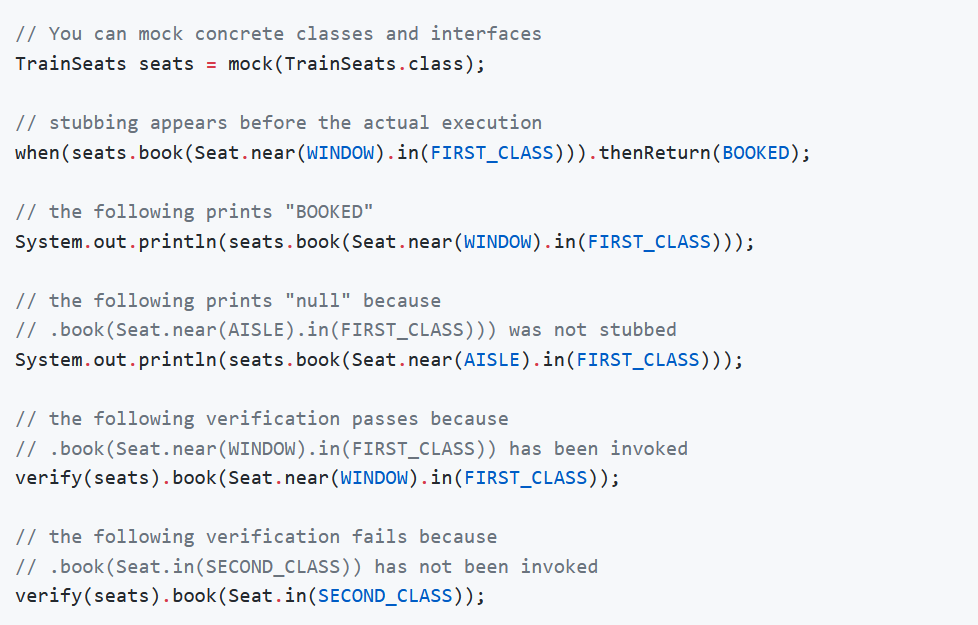 // You can mock concrete classes and interfaces
TrainSeats seats = mock(TrainSeats.class);
// stubbing appears before the actual execution
when(seats.book(Seat.near(WINDOW).in(FIRST_CLASS))).thenReturn(BOOKED);
// the following prints "BOOKED"
System.out.println(seats.book(Seat.near(WINDOW).in(FIRST_CLASS)));
// the following prints "null" because
// .book(Seat.near(AISLE).in(FIRST_CLASS))) was not stubbed
System.out.println(seats.book(Seat.near(AISLE).in(FIRST_CLASS)));
// the following verification passes because
// .book(Seat.near(WINDOW).in(FIRST_CLASS)) has been invoked
verify(seats).book(Seat.near(WINDOW).in(FIRST_CLASS));
// the following verification fails because
// .book(Seat.in(SECOND_CLASS)) has not been invoked
verify(seats).book(Seat.in(SECOND_CLASS));